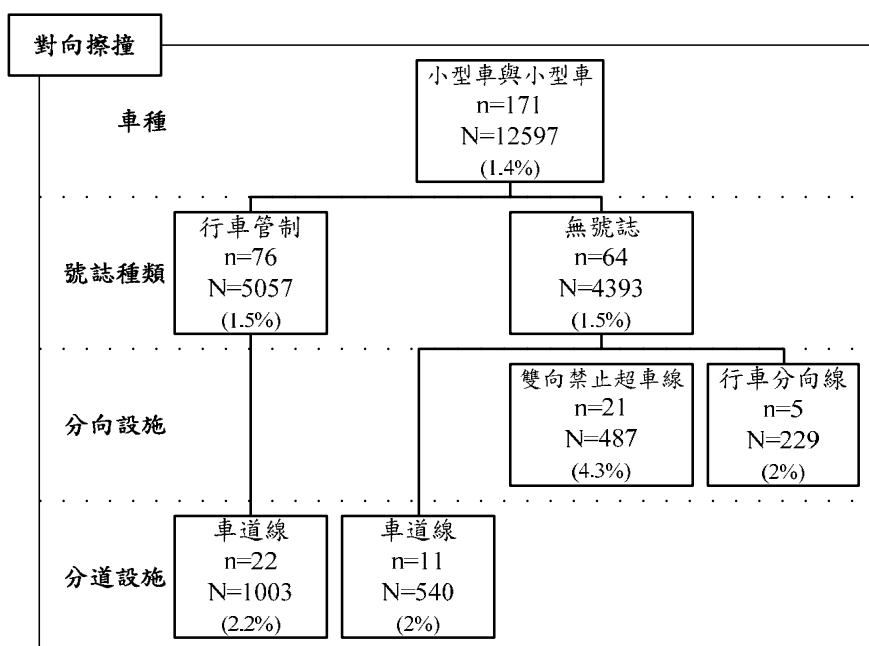 對向擦撞
小型車與小型車
n=171
N=12597
(1.4%)
車種
行車管制
n=76
N=5057
(1.5%)
無號誌
n=64
N=4393
(1.5%)
號誌種類
雙向禁止超車線
n=21
N=487
(4.3%)
行車分向線
n=5
N=229
(2%)
分向設施
車道線
n=22
N=1003
(2.2%)
車道線
n=11
N=540
(2%)
分道設施